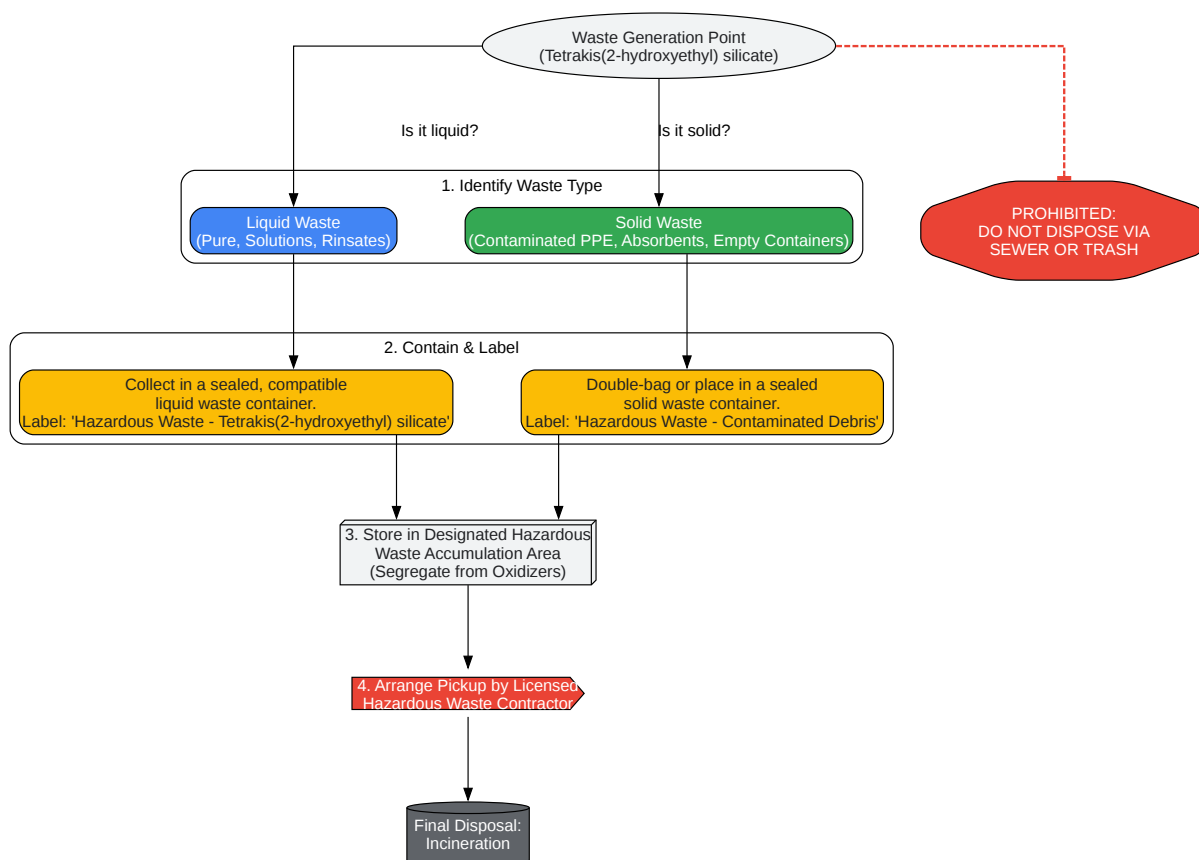 Waste Generation Point
(Tetrakis(2-hydroxyethyl) silicate)
Is it liquid?
Is it solid?
1. Identify Waste Type
Liquid Waste
(Pure, Solutions, Rinsates)
Solid Waste
(Contaminated PPE, Absorbents, Empty Containers)
PROHIBITED:
DO NOT DISPOSE VIA
SEWER OR TRASH
2. Contain & Label
Collect in a sealed, compatible
liquid waste container.
Label: 'Hazardous Waste - Tetrakis(2-hydroxyethyl) silicate'
Double-bag or place in a sealed
solid waste container.
Label: 'Hazardous Waste - Contaminated Debris'
3. Store in Designated Hazardous
Waste Accumulation Area
(Segregate from Oxidizers)
4. Arrange Pickup by Licensed
Hazardous Waste Contractor
Final Disposal:
Incineration